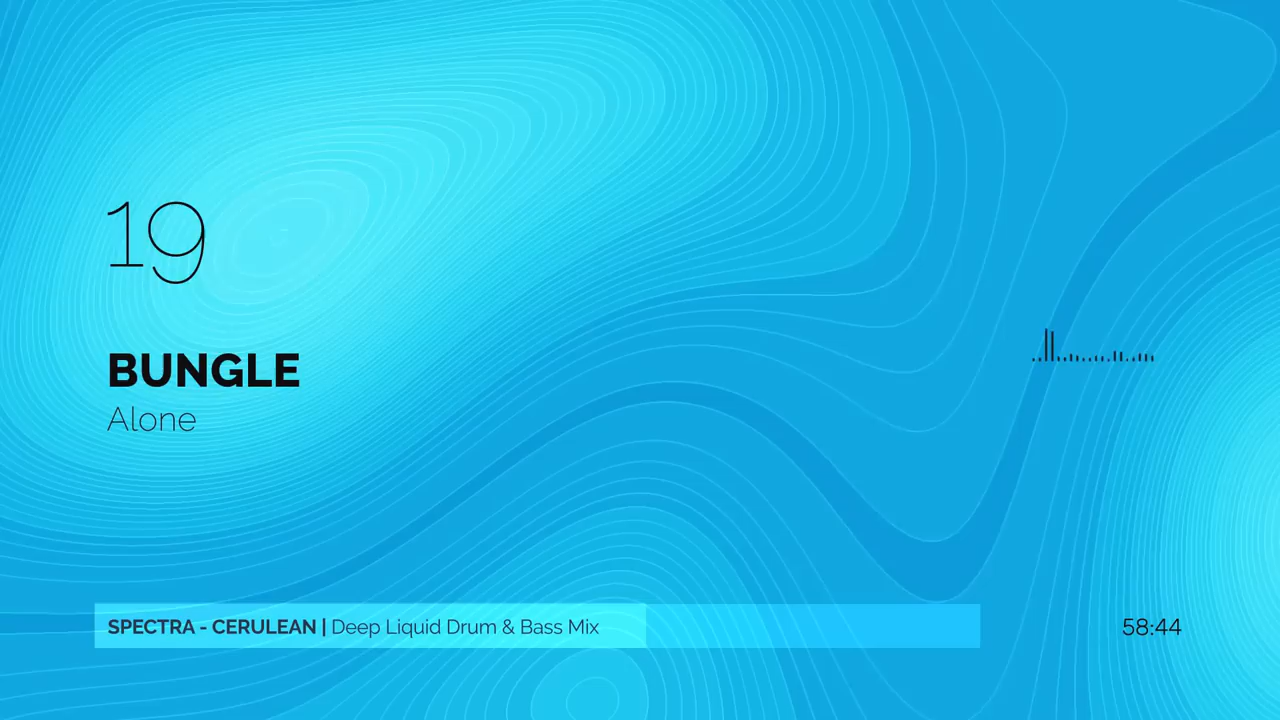 19
BUNGLE
Alone
SPECTRA - CERULEAN | Deep Liquid Drum & Bass Mix
58:44